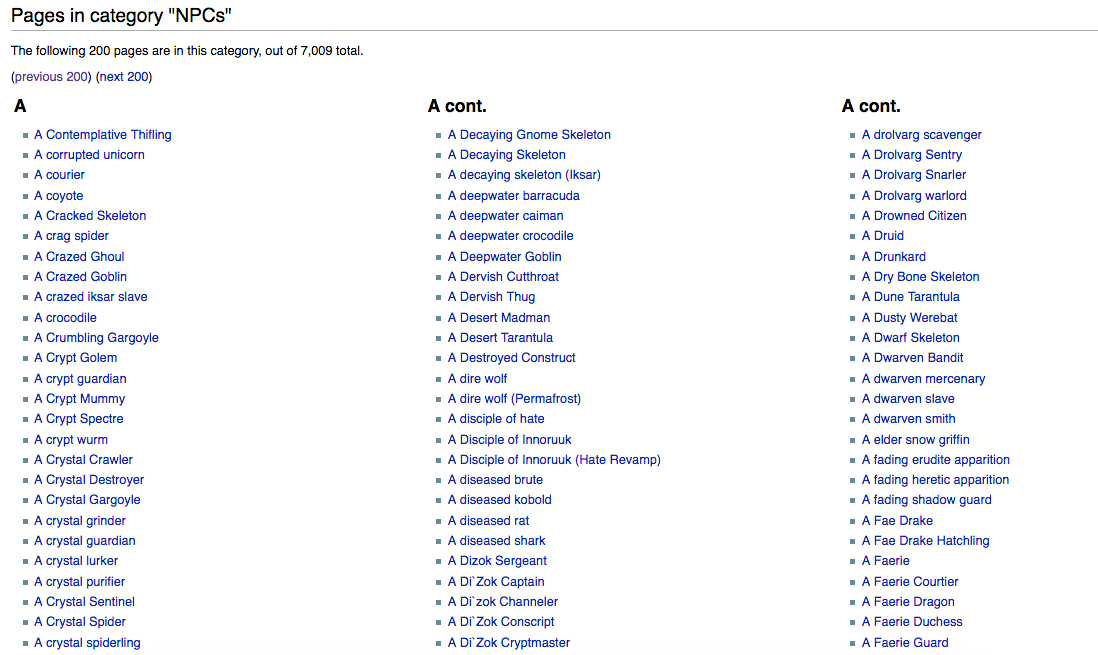 Pages in category "NPCs"
The following 200 pages are in this category, out of 7,009 total.
(previous 200) (next 200)
A
A Contemplative Thifling
A corrupted unicorn
A courier
A coyote
A Cracked Skeleton
A crag spider
A Crazed Ghoul
A Crazed Goblin
A crazed iksar slave
A crocodile
A Crumbling Gargoyle
A Crypt Golem
A crypt guardian
A Crypt Mummy
A Crypt Spectre
A crypt wurm
A Crystal Crawler
A Crystal Destroyer
A Crystal Gargoyle
A crystal grinder
A crystal guardian
A crystal lurker
A crystal purifier
A Crystal Sentinel
A Crystal Spider
A crystal spiderling
A cont.
A Decaying Gnome Skeleton
A Decaying Skeleton
A decaying skeleton (Iksar)
A deepwater barracuda
A deepwater caiman
A deepwater crocodile
A Deepwater Goblin
A Dervish Cutthroat
A Dervish Thug
A Desert Madman
A Desert Tarantula
A Destroyed Construct
A dire wolf
A dire wolf (Permafrost)
A disciple of hate
A Disciple of Innoruuk
A Disciple of Innoruuk (Hate Revamp)
A diseased brute
A diseased kobold
A diseased rat
A diseased shark
A Dizok Sergeant
A Di`Zok Captain
A Di`zok Channeler
A Di`Zok Conscript
A Di`Zok Cryptmaster
A cont.
A drolvarg scavenger
A Drolvarg Sentry
A Drolvarg Snarler
A Drolvarg warlord
A Drowned Citizen
A Druid
A Drunkard
A Dry Bone Skeleton
A Dune Tarantula
A Dusty Werebat
A Dwarf Skeleton
A Dwarven Bandit
A dwarven mercenary
A dwarven slave
A dwarven smith
A elder snow griffin
A fading erudite apparition
A fading heretic apparition
A fading shadow guard
A Fae Drake
A Fae Drake Hatchling
A Faerie
A Faerie Courtier
A Faerie Dragon
A Faerie Duchess
A Faerie Guard